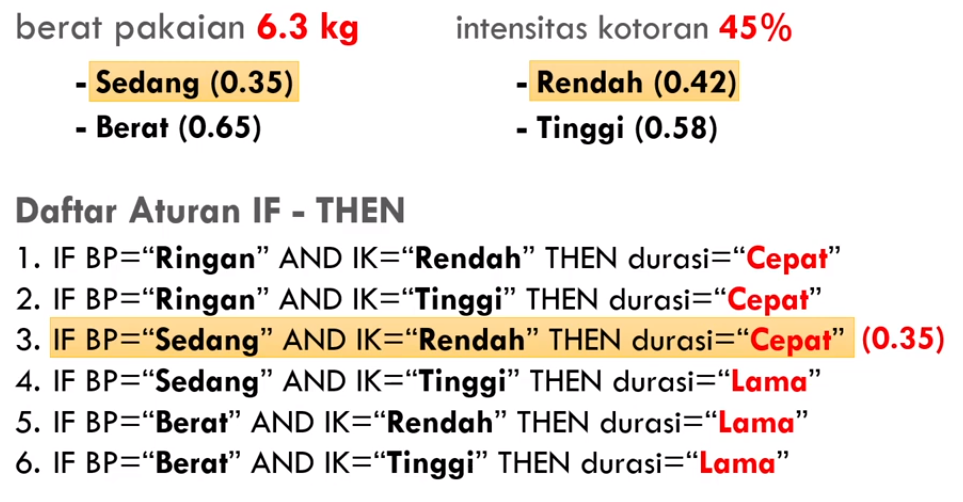 berat pakaian 6.3 kg
- Sedang (0.35)
- Berat (0.65)
intensitas kotoran 45%
- Rendah (0.42)
- Tinggi (0.58)
Daftar Aturan IF - THEN
1. IF BP=“Ringan” AND IK=“Rendah” THEN durasi=“Cepat”
2. IF BP=“Ringan” AND IK=“Tinggi” THEN durasi=“Cepat”
3. IF BP=“Sedang” AND IK=“Rendah” THEN durasi=“Cepat” (0.35)
4. IF BP=“Sedang” AND IK=“Tinggi” THEN durasi=“Lama”
5. IF BP=“Berat” AND IK=“Rendah” THEN durasi=“Lama”
6. IF BP=“Berat” AND IK=“Tinggi” THEN durasi=“Lama”